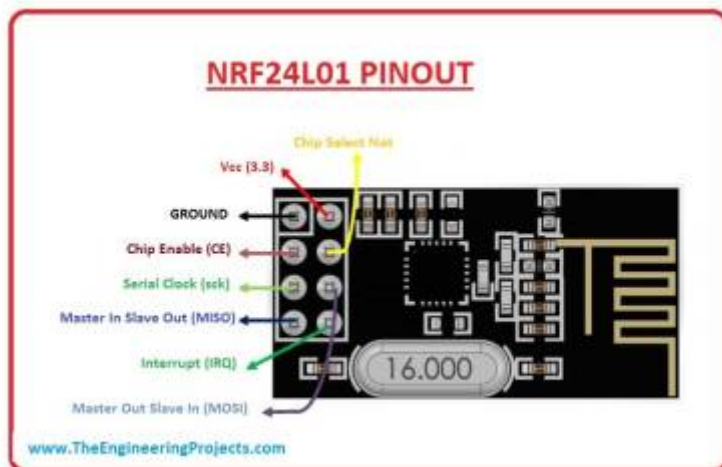 NRF24L01 PINOUT
Chip Select Not
Vcc (3.3)
GROUND
Chip Enable (CE)
Serial Clock (sck)
Master In Slave Out (MISO)
Interrupt (IRQ)
16.000
Master Out Slave In (MOSI)
www.TheEngineeringProjects.com